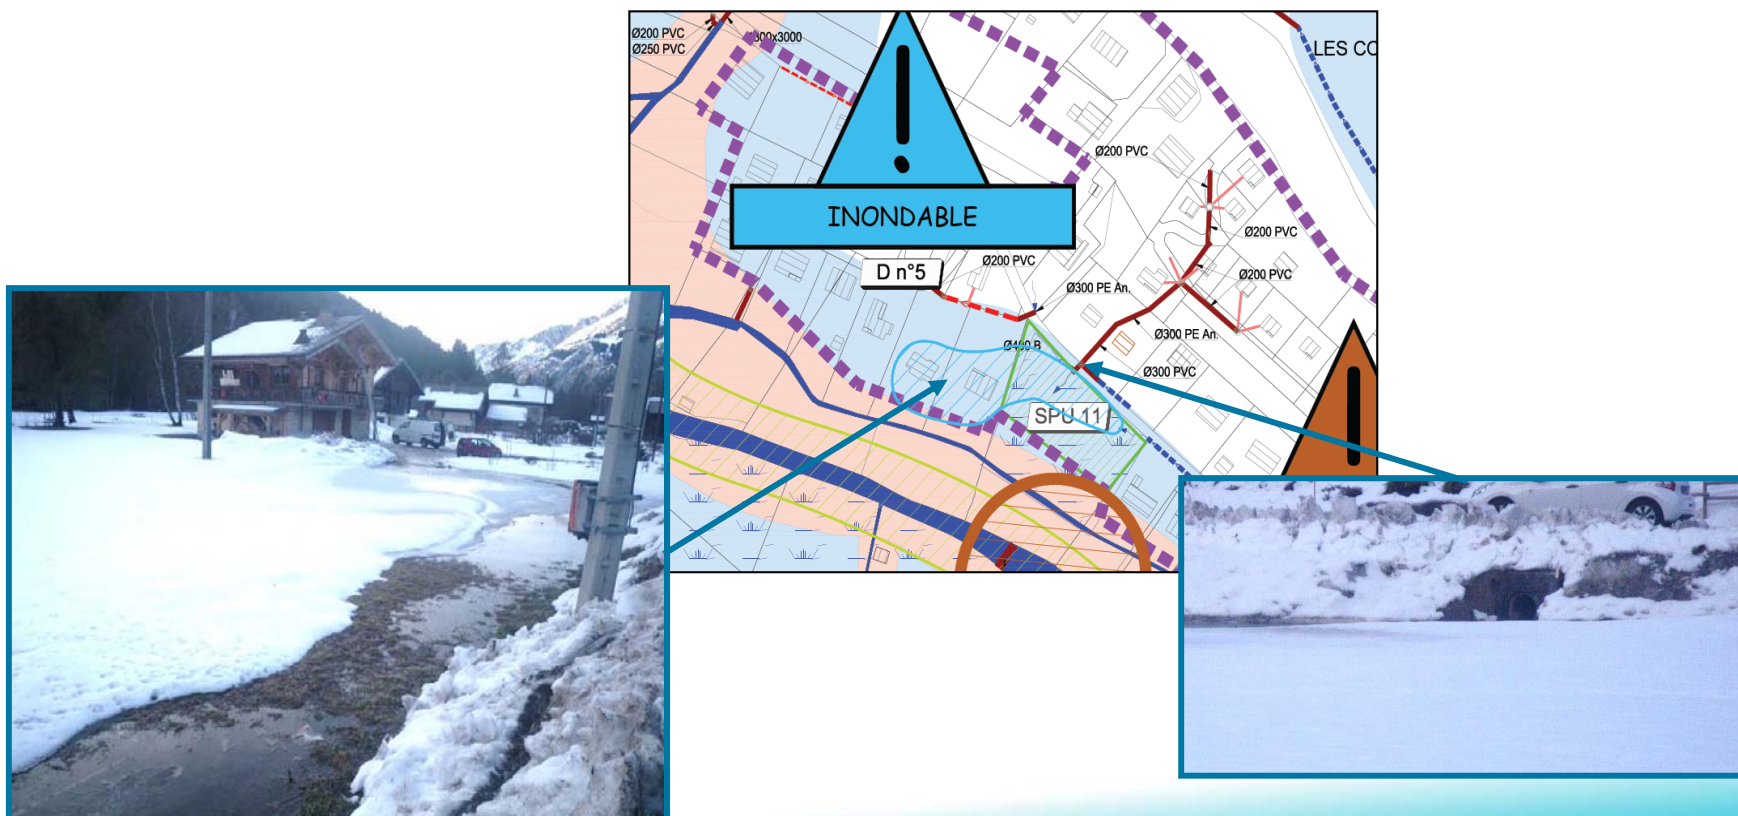 Ø200 PVC
Ø250 PVC
LES CO
Ø200 PVC
INONDABLE
Ø200 PVC
D n°5
Ø200 PVC
Ø200 PVC
Ø300 PE An.
Ø300 PE An.
Ø400 B
Ø300 PVC
SPU 11